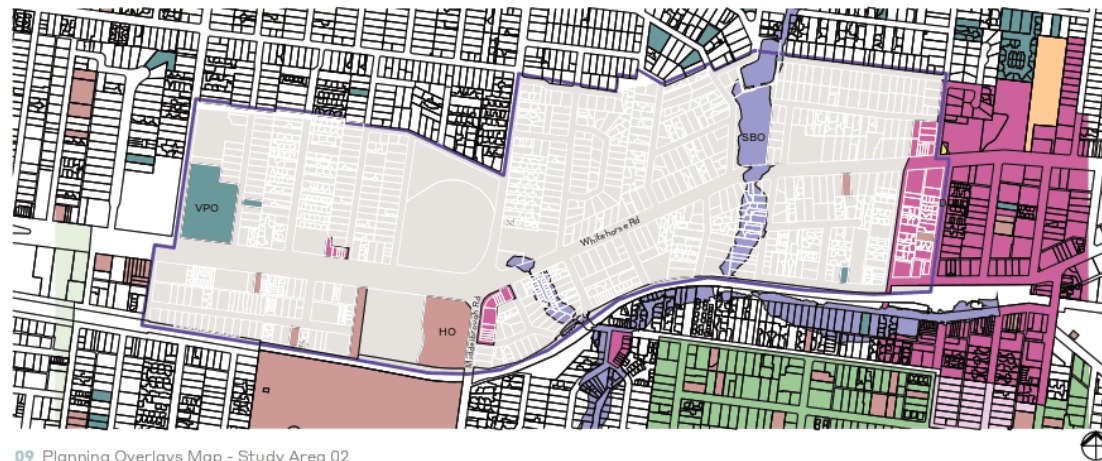 SBO
VPO
Whitehorse Rd
HO
Middleborough Rd
09 Planning Overlays Map - Study Area 02